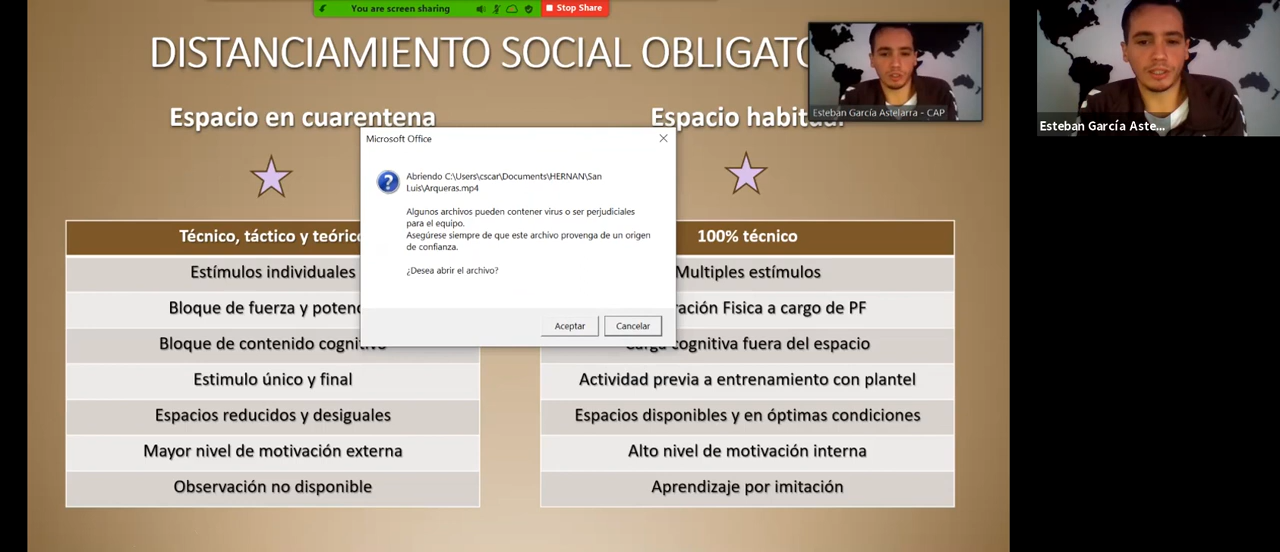 You are screen sharing
Stop Share
DISTANCIAMIENTO SOCIAL OBLIGATO
Esteban García Astelarra - CAP
Esteban García Aste...
Espacio en cuarentena
Espacio habitual
Microsoft Office
Abriendo C:\Users\cscar\Documents\HERNAN\San
Luis\Arqueras.mp4
Algunos archivos pueden contener virus o ser perjudiciales
para el equipo.
Asegúrese siempre de que este archivo provenga de un origen
de confianza.
¿Desea abrir el archivo?
Aceptar
Cancelar
Técnico, táctico y teórico
Estímulos individuales
Bloque de fuerza y poten
Bloque de contenido cognitivo
Estimulo único y final
Espacios reducidos y desiguales
Mayor nivel de motivación externa
Observación no disponible
100% técnico
Multiples estímulos
ración Fisica a cargo de PF
Carga cognitiva fuera del espacio
Actividad previa a entrenamiento con plantel
Espacios disponibles y en óptimas condiciones
Alto nivel de motivación interna
Aprendizaje por imitación